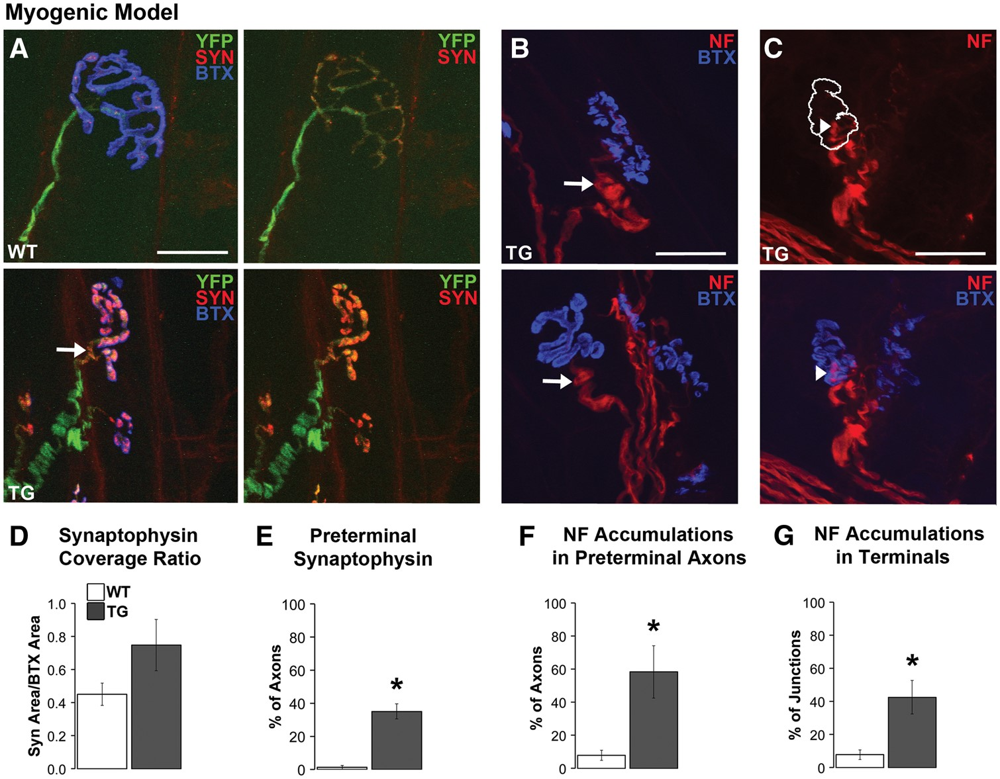 Myogenic Model
A
YFP
SYN
BTX
WT
YFP
SYN
B
NF
BTX
TG
C
NF
TG
YFP
SYN
BTX
TG
YFP
SYN
NF
BTX
NF
BTX
D
Synaptophysin
Coverage Ratio
WT
TG
Syn Area/BTX Area
1.0
0.8
0.6
0.4
0.2
0.0
E
Preterminal
Synaptophysin
% of Axons
100
80
60
40
20
0
*
F
NF Accumulations
in Preterminal Axons
% of Axons
100
80
60
40
20
0
*
G
NF Accumulations
in Terminals
% of Junctions
100
80
60
40
20
0
*